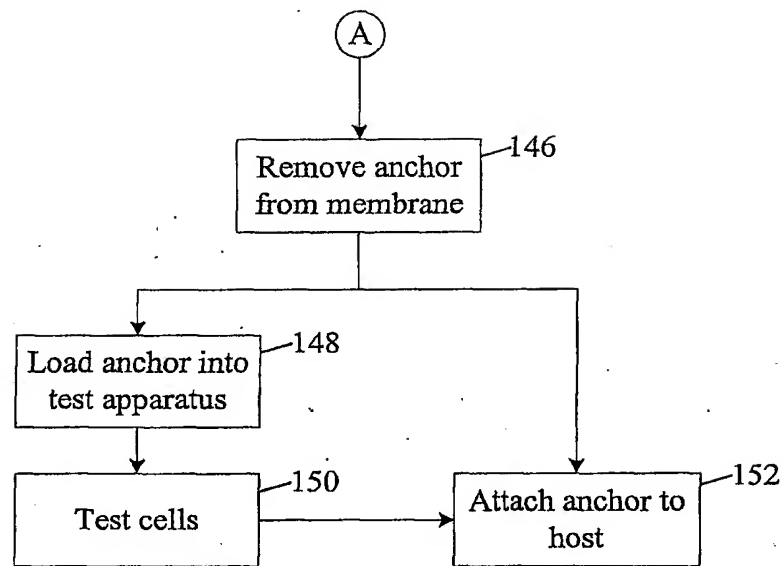 A
Remove anchor
from membrane
146
Load anchor into
test apparatus
148
Test cells
150
Attach anchor to
host
152